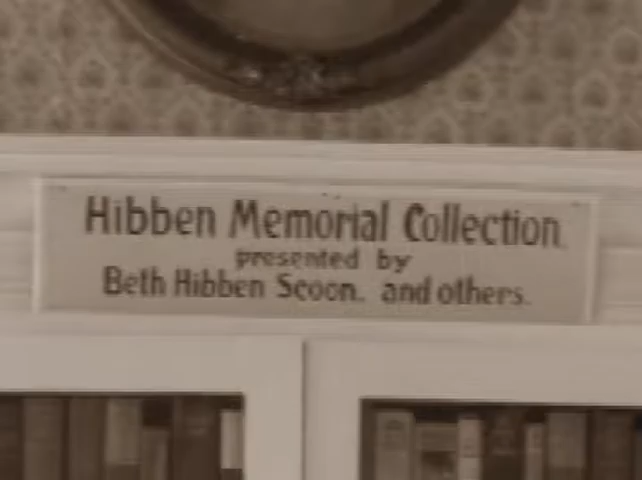 Hibben Memorial Collection
presented by
Beth Hibben Scoon. and others.